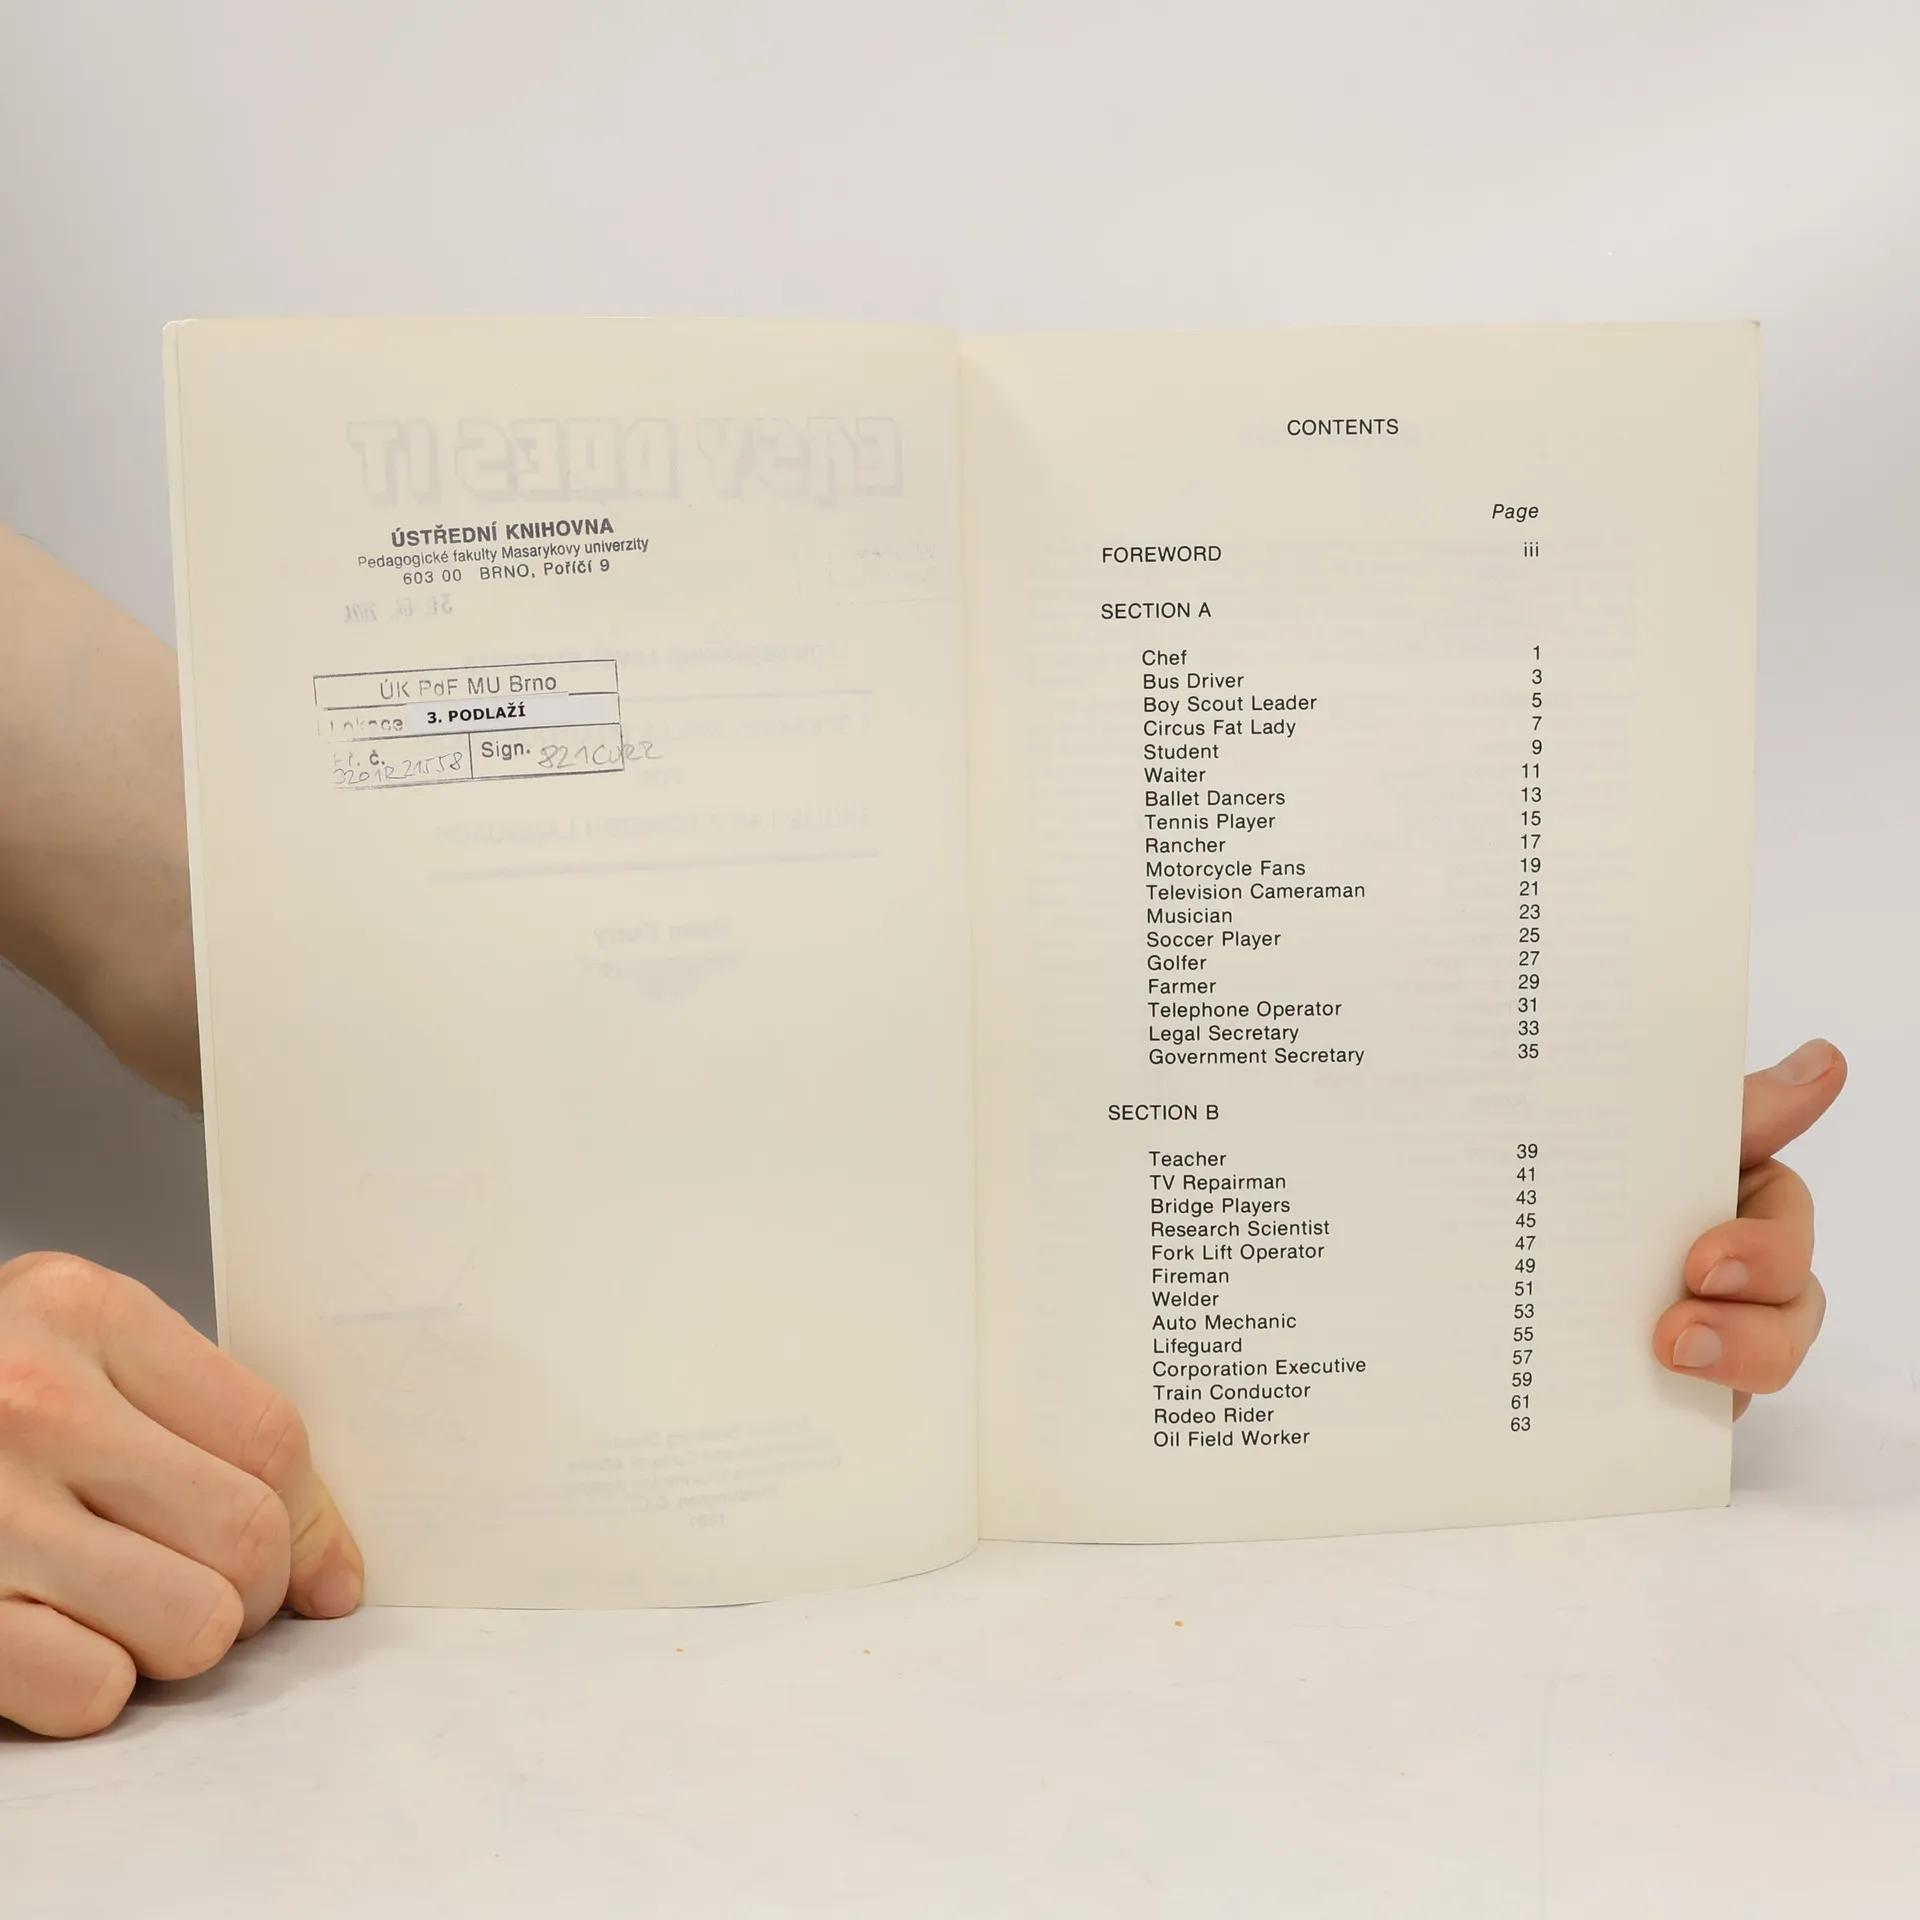 EASY DOES IT
ÚSTŘEDNÍ KNIHOVNA
Pedagogické fakulty Masarykovy univerzity
603 00 BRNO, Poříčí 9
ÚK PdF MU Brno
3. PODLAŽÍ
č. 3201R21558
Sign. 821CURR
CONTENTS
Page
FOREWORD iii
SECTION A
Chef 1
Bus Driver 3
Boy Scout Leader 5
Circus Fat Lady 7
Student 9
Waiter 11
Ballet Dancers 13
Tennis Player 15
Rancher 17
Motorcycle Fans 19
Television Cameraman 21
Musician 23
Soccer Player 25
Golfer 27
Farmer 29
Telephone Operator 31
Legal Secretary 33
Government Secretary 35
SECTION B
Teacher 39
TV Repairman 41
Bridge Players 43
Research Scientist 45
Fork Lift Operator 47
Fireman 49
Welder 51
Auto Mechanic 53
Lifeguard 55
Corporation Executive 57
Train Conductor 59
Rodeo Rider 61
Oil Field Worker 63